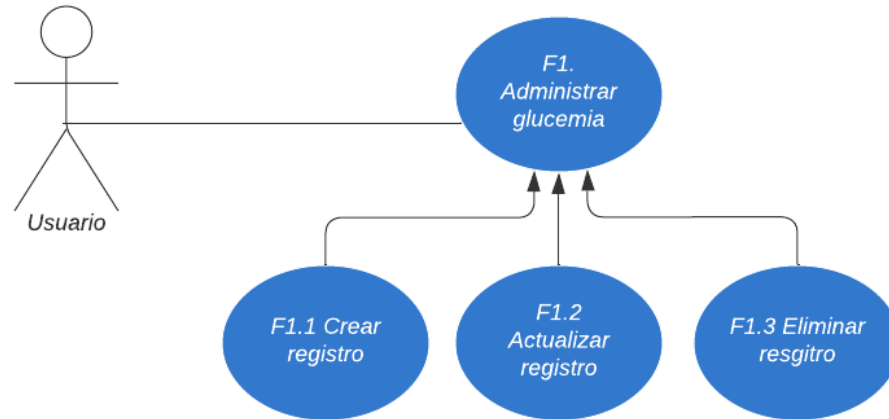 F1.
Administrar
glucemia
Usuario
F1.1 Crear
registro
F1.2
Actualizar
registro
F1.3 Eliminar
resgitro